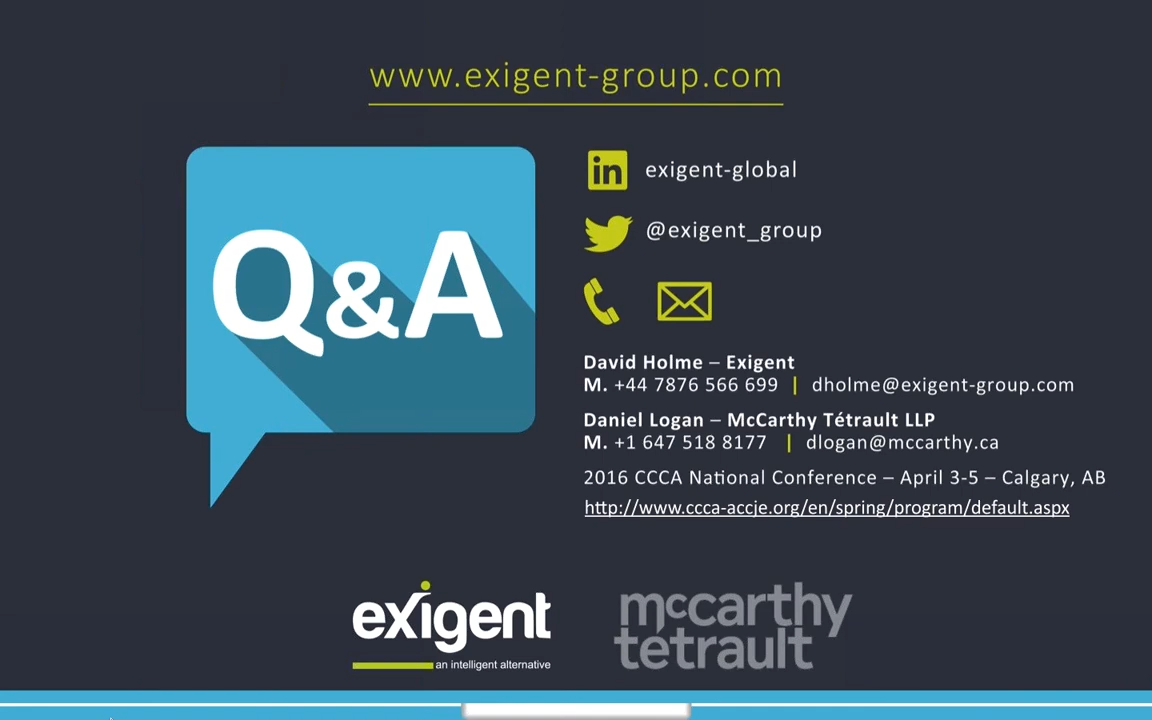 www.exigent-group.com
Q&A
in exigent-global
@exigent_group
David Holme – Exigent
M. +44 7876 566 699 | dholme@exigent-group.com
Daniel Logan – McCarthy Tétrault LLP
M. +1 647 518 8177 | dlogan@mccarthy.ca
2016 CCCA National Conference – April 3-5 – Calgary, AB
http://www.ccca-accje.org/en/spring/program/default.aspx
exigent
an intelligent alternative
mccarthy
tetrault